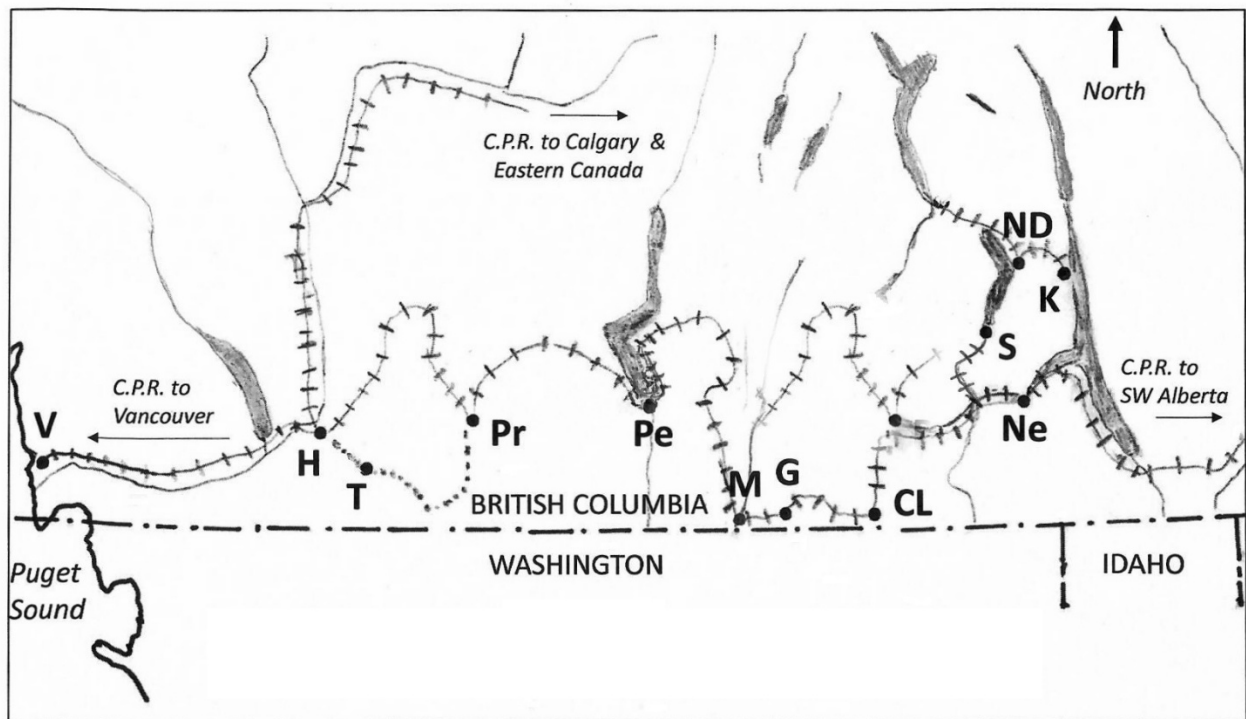 North
C.P.R. to Calgary &
Eastern Canada
ND
K
S
C.P.R. to
Vancouver
C.P.R. to
SW Alberta
V
H
Pr
Pe
Ne
T
M
G
CL
BRITISH COLUMBIA
WASHINGTON
IDAHO
Puget
Sound